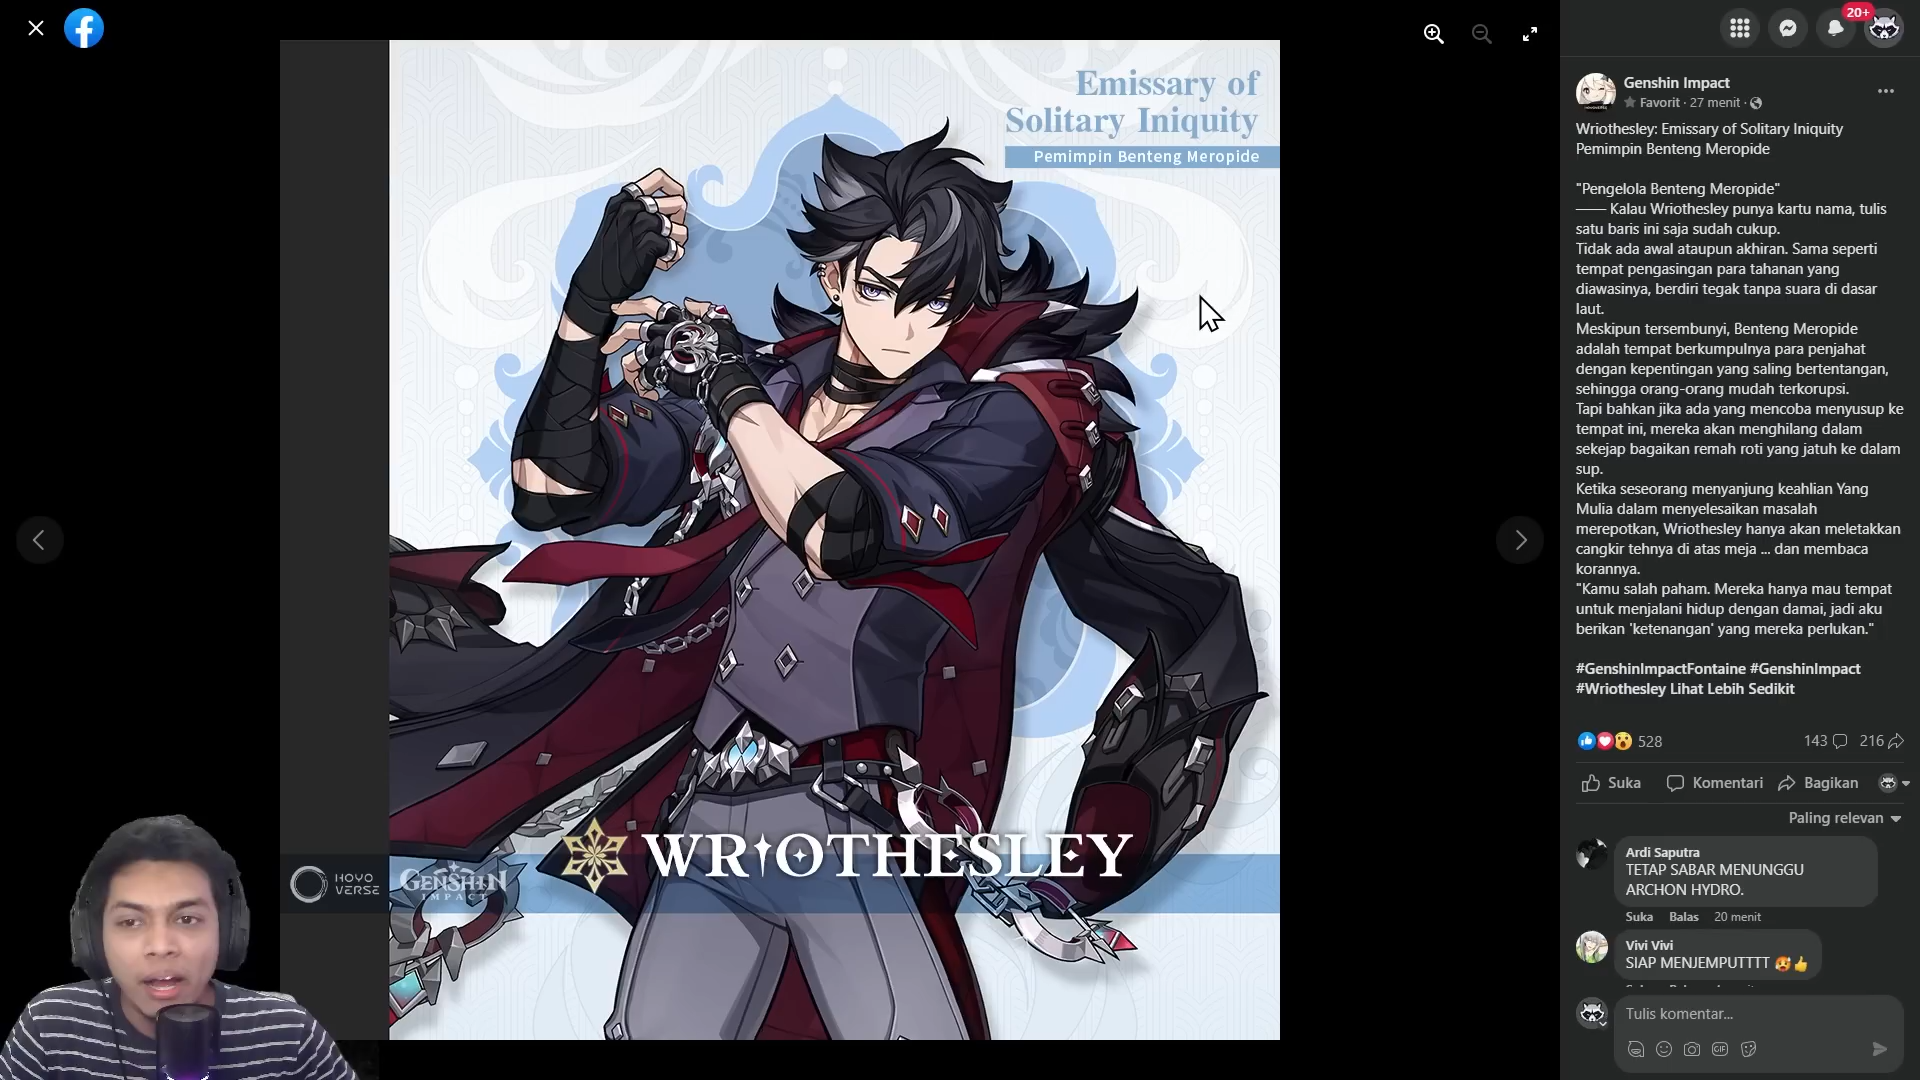 Emissary of
Solitary Iniquity
Pemimpin Benteng Meropide
WRIOTHESLEY
HOYO
VERSE
GENSHIN
IMPACT
20+
Genshin Impact
Favorit · 27 menit ·
Wriothesley: Emissary of Solitary Iniquity
Pemimpin Benteng Meropide
"Pengelola Benteng Meropide"
—— Kalau Wriothesley punya kartu nama, tulis
satu baris ini saja sudah cukup.
Tidak ada awal ataupun akhiran. Sama seperti
tempat pengasingan para tahanan yang
diawasinya, berdiri tegak tanpa suara di dasar
laut.
Meskipun tersembunyi, Benteng Meropide
adalah tempat berkumpulnya para penjahat
dengan kepentingan yang saling bertentangan,
sehingga orang-orang mudah terkorupsi.
Tapi bahkan jika ada yang mencoba menyusup ke
tempat ini, mereka akan menghilang dalam
sekejap bagaikan remah roti yang jatuh ke dalam
sup.
Ketika seseorang menyanjung keahlian Yang
Mulia dalam menyelesaikan masalah
merepotkan, Wriothesley hanya akan meletakkan
cangkir tehnya di atas meja ... dan membaca
korannya.
"Kamu salah paham. Mereka hanya mau tempat
untuk menjalani hidup dengan damai, jadi aku
berikan 'ketenangan' yang mereka perlukan."
#GenshinImpactFontaine #GenshinImpact
#Wriothesley Lihat Lebih Sedikit
528
143 216
Suka Komentari Bagikan
Paling relevan
Ardi Saputra
TETAP SABAR MENUNGGU
ARCHON HYDRO.
Suka Balas 20 menit
Vivi Vivi
SIAP MENJEMPUTTTT 🥵👍
Tulis komentar...
GIF